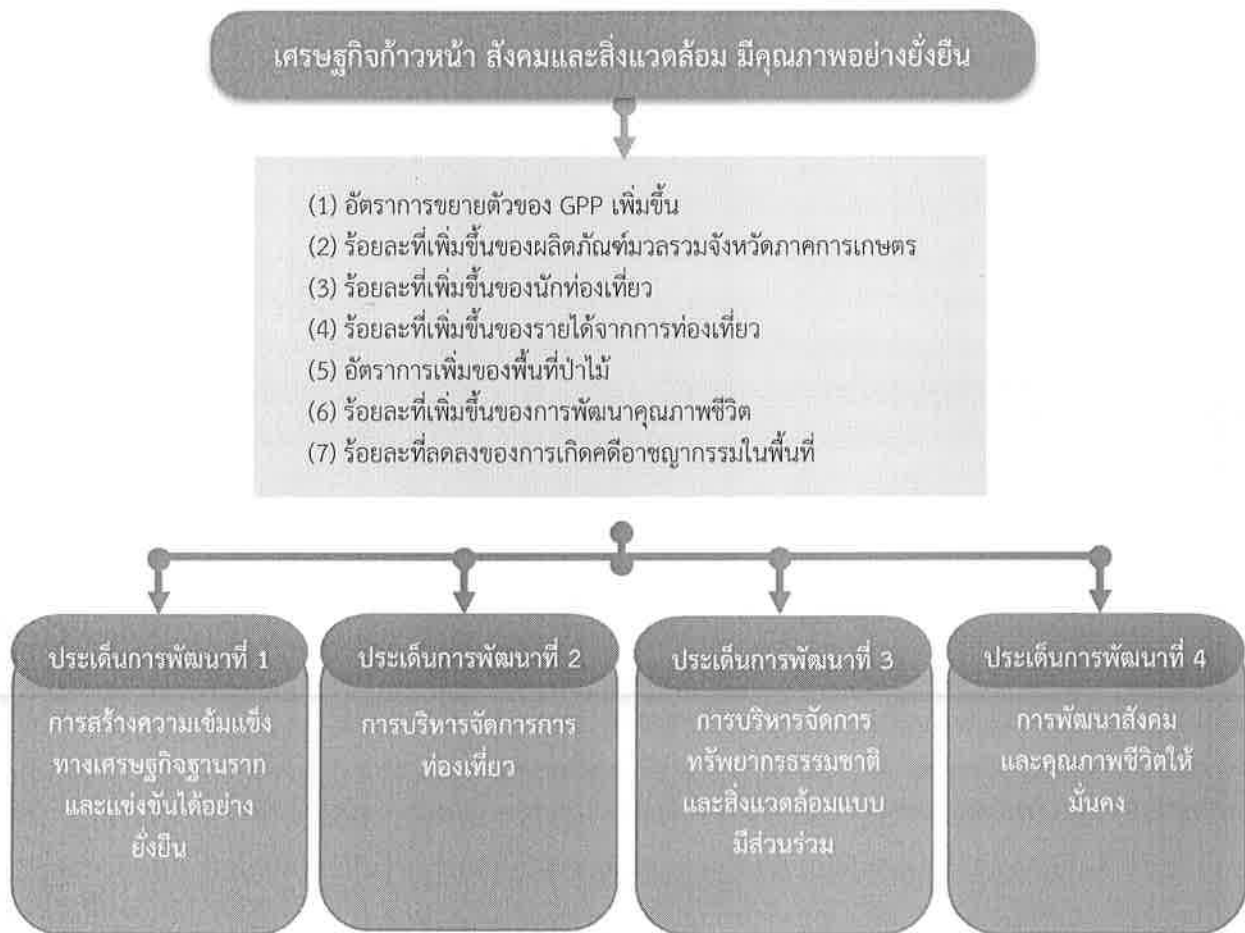 เศรษฐกิจก้าวหน้า สังคมและสิ่งแวดล้อม มีคุณภาพอย่างยั่งยืน
(1) อัตราการขยายตัวของ GPP เพิ่มขึ้น
(2) ร้อยละที่เพิ่มขึ้นของผลิตภัณฑ์มวลรวมจังหวัดภาคการเกษตร
(3) ร้อยละที่เพิ่มขึ้นของนักท่องเที่ยว
(4) ร้อยละที่เพิ่มขึ้นของรายได้จากการท่องเที่ยว
(5) อัตราการเพิ่มของพื้นที่ป่าไม้
(6) ร้อยละที่เพิ่มขึ้นของการพัฒนาคุณภาพชีวิต
(7) ร้อยละที่ลดลงของการเกิดคดีอาชญากรรมในพื้นที่
ประเด็นการพัฒนาที่ 1
การสร้างความเข้มแข็ง
ทางเศรษฐกิจฐานราก
และแข่งขันได้อย่าง
ยั่งยืน
ประเด็นการพัฒนาที่ 2
การบริหารจัดการการ
ท่องเที่ยว
ประเด็นการพัฒนาที่ 3
การบริหารจัดการ
ทรัพยากรธรรมชาติ
และสิ่งแวดล้อมแบบ
มีส่วนร่วม
ประเด็นการพัฒนาที่ 4
การพัฒนาสังคม
และคุณภาพชีวิตให้
มั่นคง